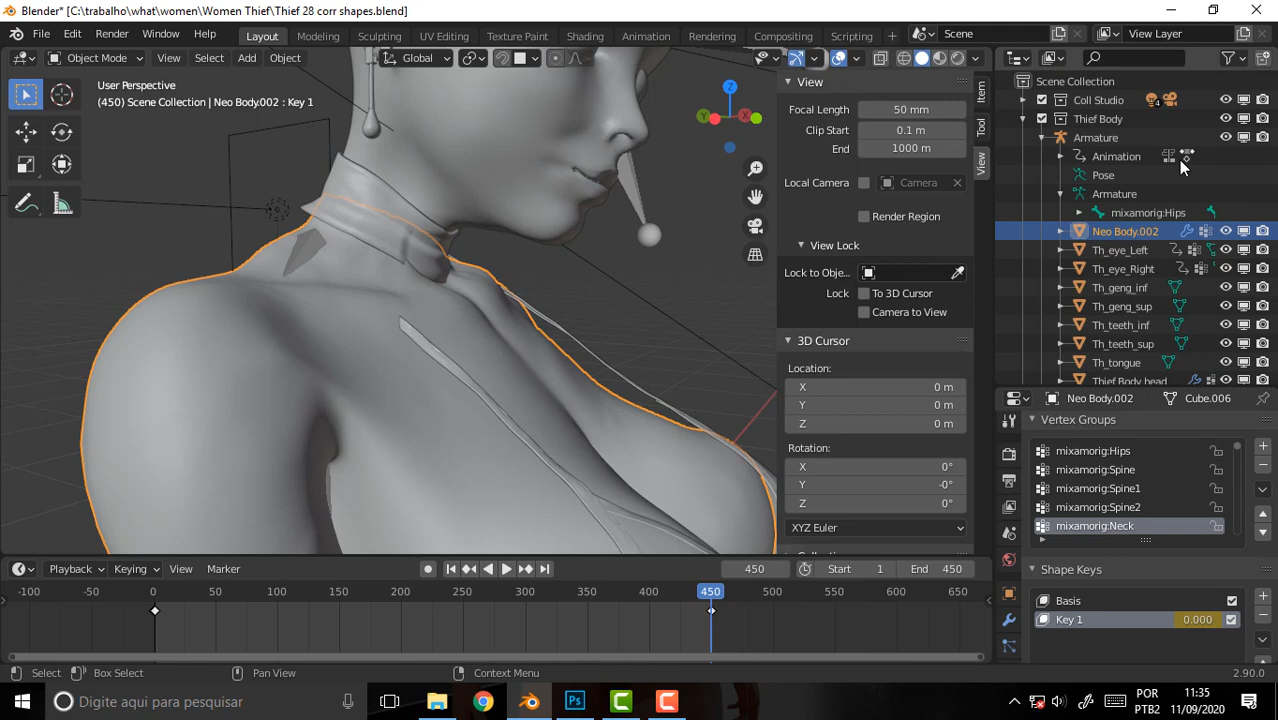 Blender* [C:\trabalho\what\women\Women Thief\Thief 28 corr shapes.blend]
File Edit Render Window Help Layout Modeling Sculpting UV Editing Texture Paint Shading Animation Rendering Compositing Scripting + Scene View Layer
Object Mode View Select Add Object Global
User Perspective
(450) Scene Collection | Neo Body.002 : Key 1
Z
Y
X
View
Focal Length 50 mm
Clip Start 0.1 m
End 1000 m
Local Camera Camera
Render Region
View Lock
Lock to Obje...
Lock To 3D Cursor
Camera to View
3D Cursor
Location:
X 0 m
Y 0 m
Z 0 m
Rotation:
X 0°
Y -0°
Z 0°
XYZ Euler
Item
Tool
View
Scene Collection
Coll Studio 4
Thief Body
Armature
Animation
Pose
Armature
mixamorig:Hips
Neo Body.002
Th_eye_Left
Th_eye_Right
Th_geng_inf
Th_geng_sup
Th_teeth_inf
Th_teeth_sup
Th_tongue
Thief Body head
Neo Body.002 Cube.006
Vertex Groups
mixamorig:Hips
mixamorig:Spine
mixamorig:Spine1
mixamorig:Spine2
mixamorig:Neck
Shape Keys
Basis
Key 1 0.000
Playback Keying View Marker 450 Start 1 End 450
-100 -50 0 50 100 150 200 250 300 350 400 450 500 550 600 650
Select Box Select Pan View Context Menu 2.90.0
Digite aqui para pesquisar
Ps
POR
PTB2
11:35
11/09/2020